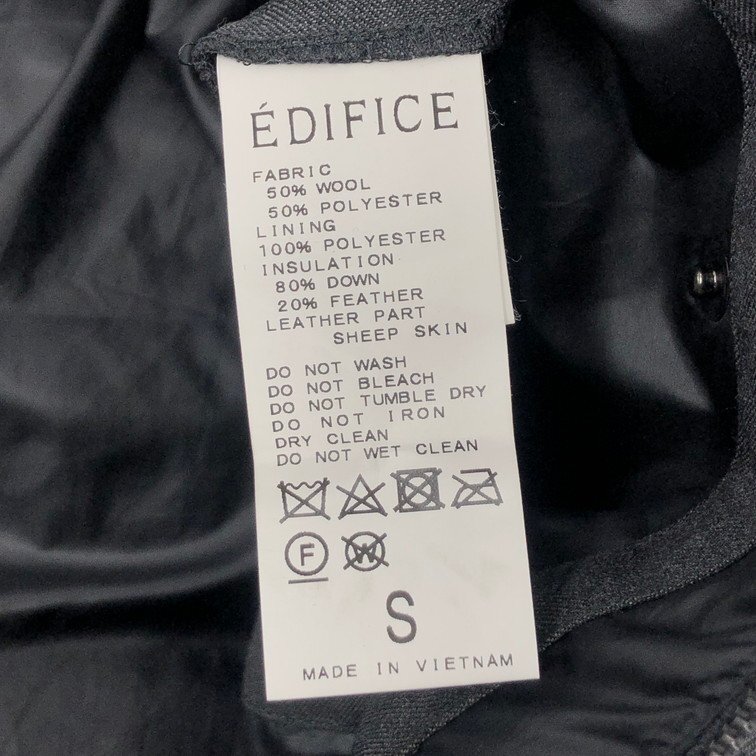 ÉDIFICE
FABRIC
50% WOOL
50% POLYESTER
LINING
100% POLYESTER
INSULATION
80% DOWN
20% FEATHER
LEATHER PART
SHEEP SKIN
DO NOT WASH
DO NOT BLEACH
DO NOT TUMBLE DRY
DO NOT IRON
DRY CLEAN
DO NOT WET CLEAN
F W
S
MADE IN VIETNAM